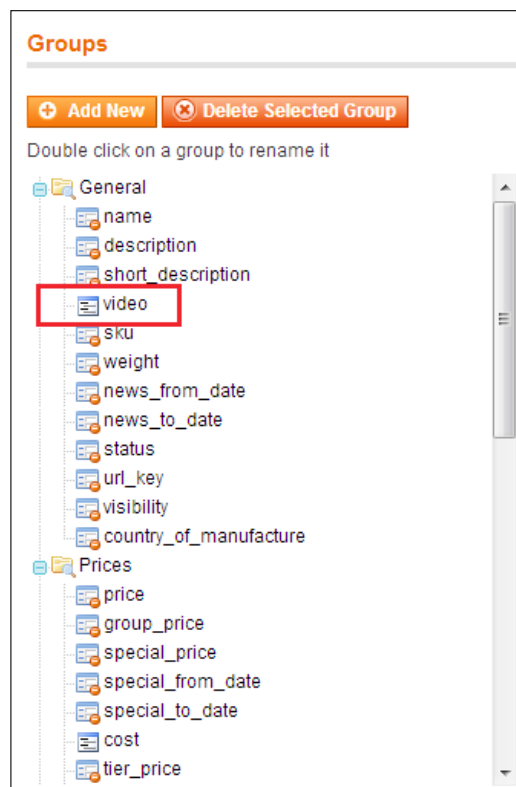 Groups
Add New
Delete Selected Group
Double click on a group to rename it
General
name
description
short_description
video
sku
weight
news_from_date
news_to_date
status
url_key
visibility
country_of_manufacture
Prices
price
group_price
special_price
special_from_date
special_to_date
cost
tier_price